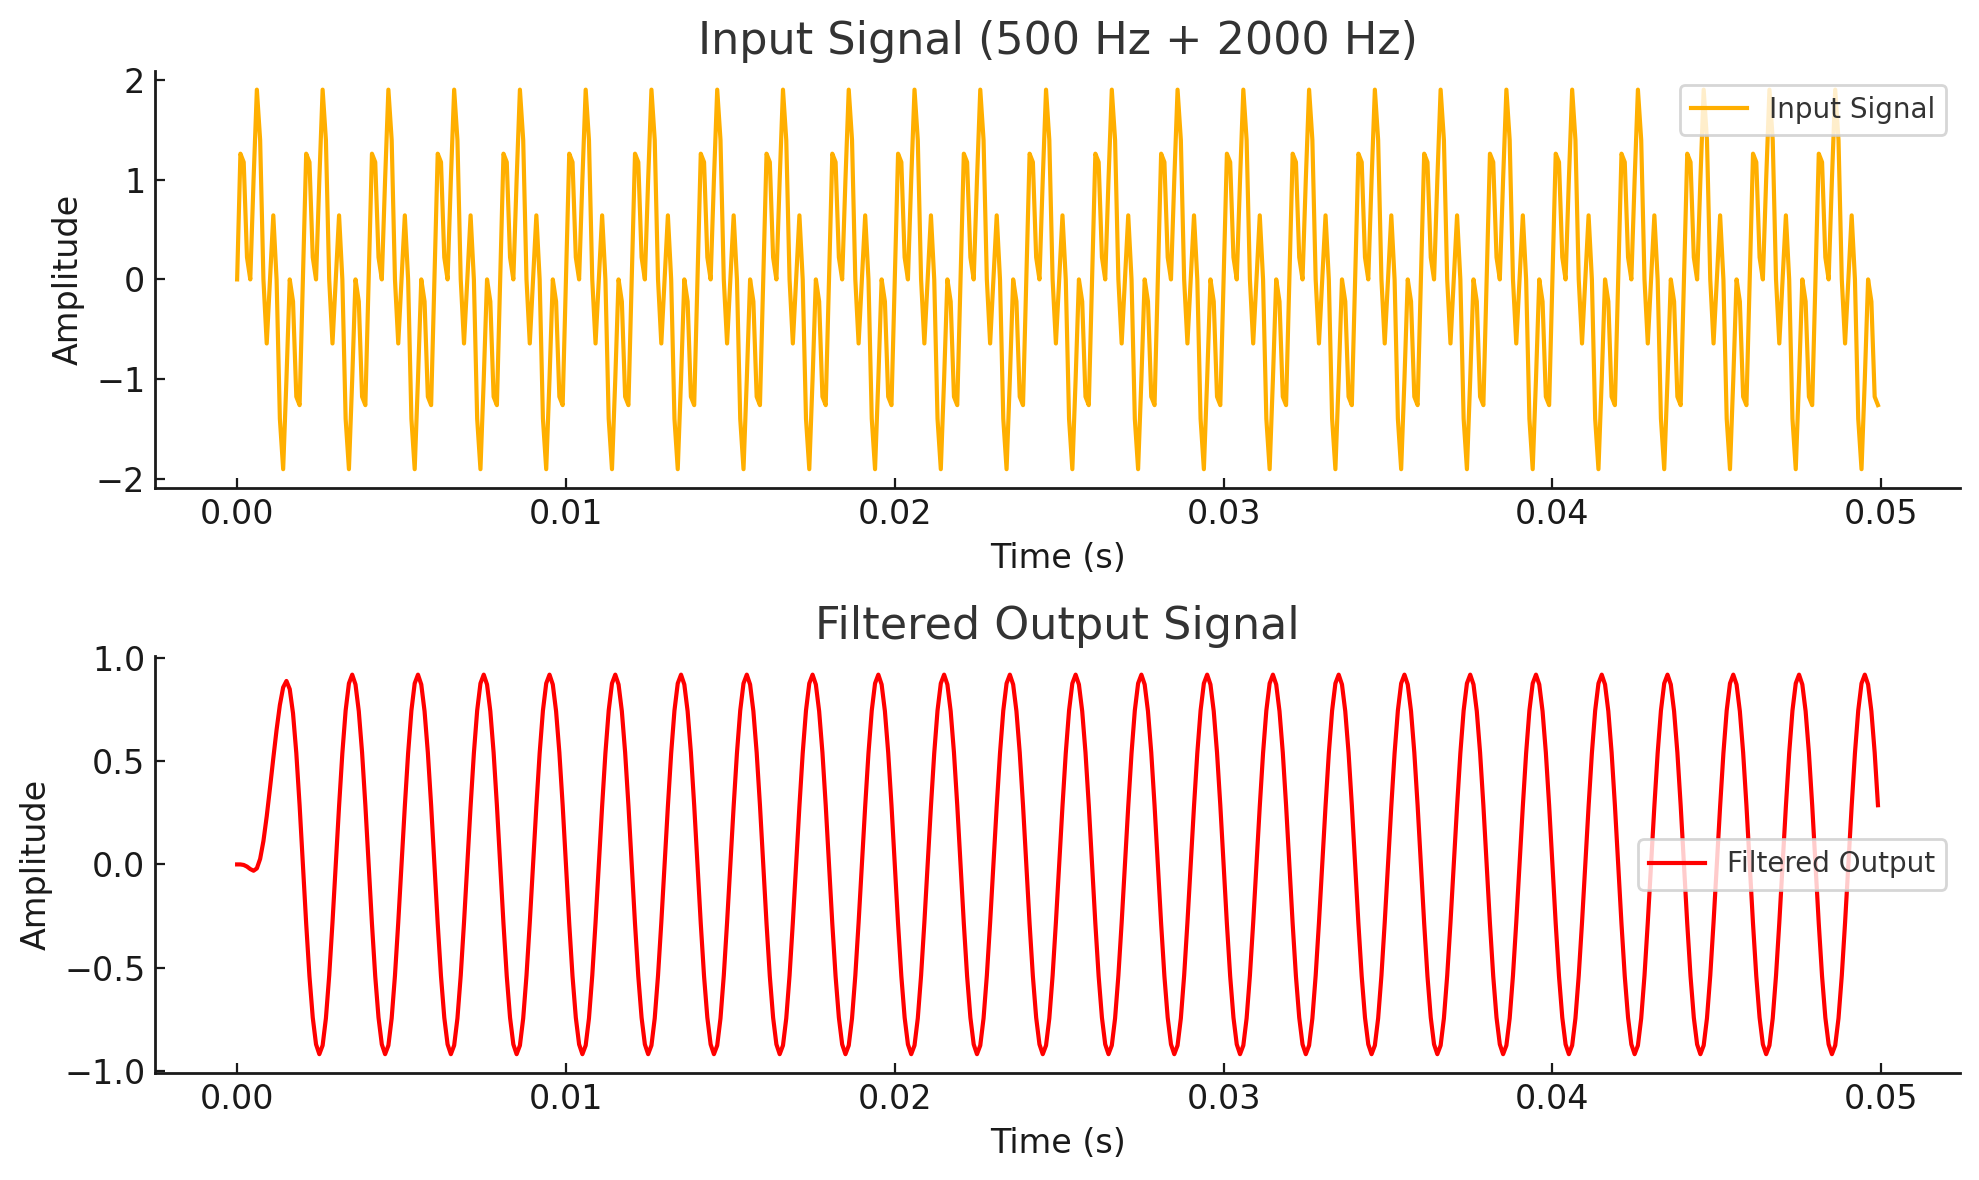 Input Signal (500 Hz + 2000 Hz)
Input Signal
Amplitude
2
1
0
−1
−2
0.00 0.01 0.02 0.03 0.04 0.05
Time (s)
Filtered Output Signal
Filtered Output
Amplitude
1.0
0.5
0.0
−0.5
−1.0
0.00 0.01 0.02 0.03 0.04 0.05
Time (s)